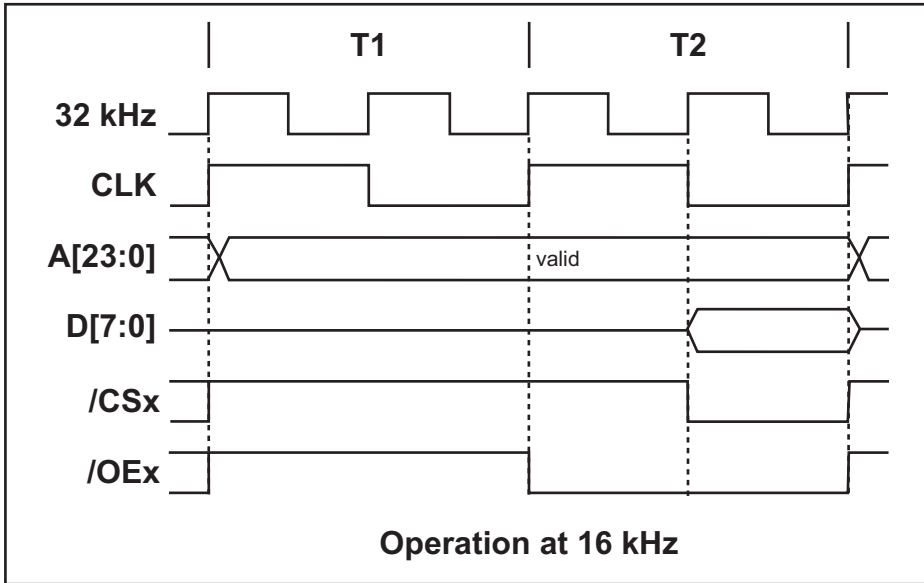 T1 T2
32 kHz
CLK
A[23:0] valid
D[7:0]
/CSx
/OEx
Operation at 16 kHz